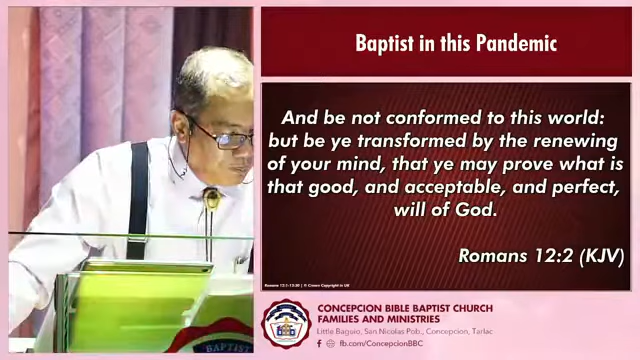 Baptist in this Pandemic
And be not conformed to this world:
but be ye transformed by the renewing
of your mind, that ye may prove what is
that good, and acceptable, and perfect,
will of God.
Romans 12:2 (KJV)
CONCEPCION BIBLE BAPTIST CHURCH
FAMILIES AND MINISTRIES
Little Baguio, San Nicolas Pob., Concepcion, Tarlac
fb.com/ConcepcionBBC
BAPTIST